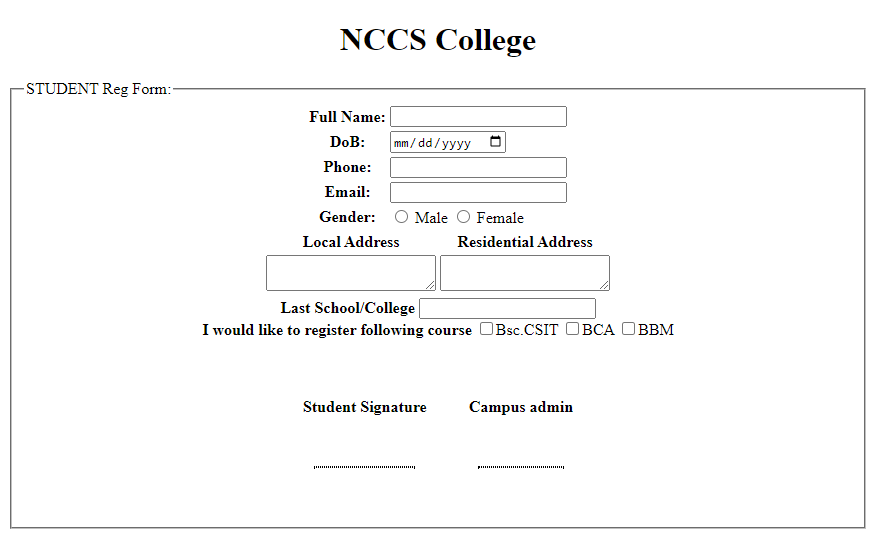 NCCS College
STUDENT Reg Form:
Full Name:
DoB: mm/dd/yyyy
Phone:
Email:
Gender: Male Female
Local Address Residential Address
Last School/College
I would like to register following course Bsc.CSIT BCA BBM
Student Signature Campus admin